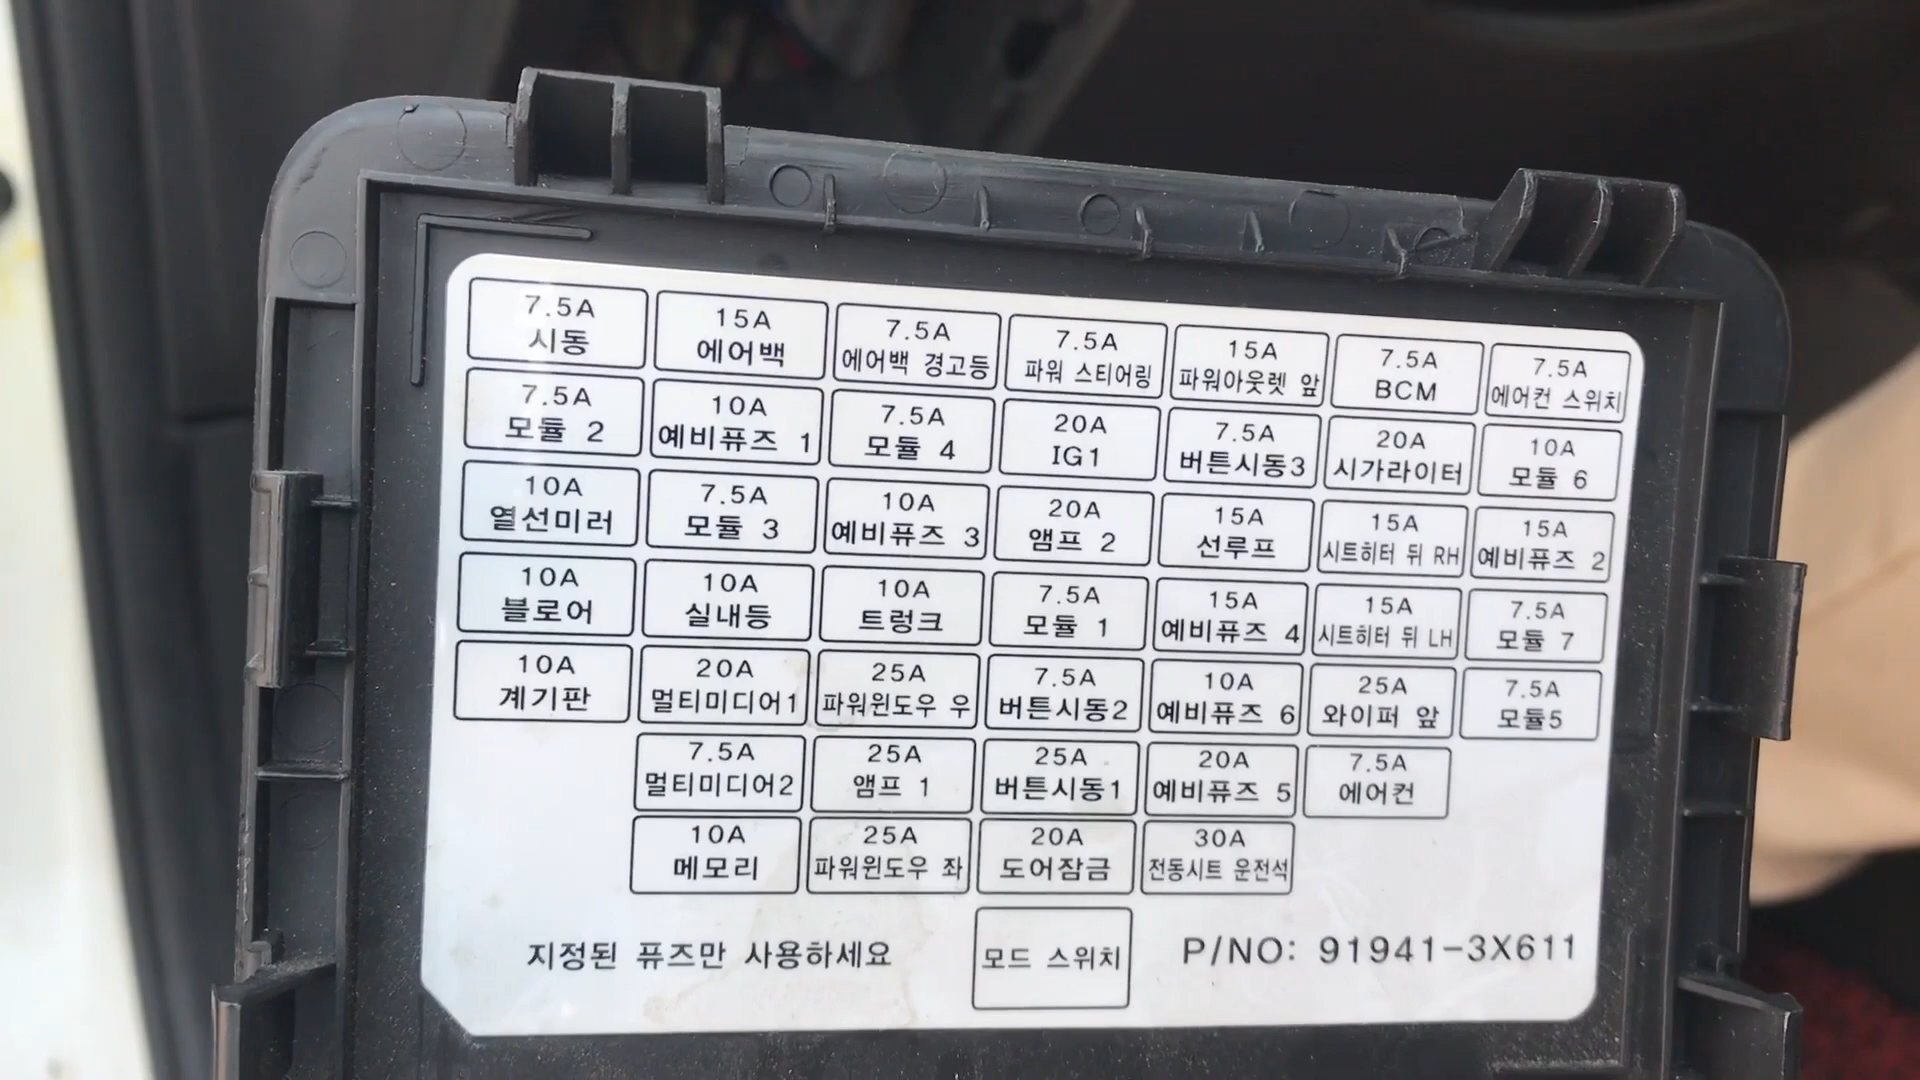 7.5A
시동
15A
에어백
7.5A
에어백 경고등
7.5A
파워 스티어링
15A
파워아웃렛 앞
7.5A
BCM
7.5A
에어컨 스위치
7.5A
모듈 2
10A
예비퓨즈 1
7.5A
모듈 4
20A
IG1
7.5A
버튼시동3
20A
시가라이터
10A
모듈 6
10A
열선미러
7.5A
모듈 3
10A
예비퓨즈 3
20A
앰프 2
15A
선루프
15A
시트히터 뒤 RH
15A
예비퓨즈 2
10A
블로어
10A
실내등
10A
트렁크
7.5A
모듈 1
15A
예비퓨즈 4
15A
시트히터 뒤 LH
7.5A
모듈 7
10A
계기판
20A
멀티미디어1
25A
파워윈도우 우
7.5A
버튼시동2
10A
예비퓨즈 6
25A
와이퍼 앞
7.5A
모듈5
7.5A
멀티미디어2
25A
앰프 1
25A
버튼시동1
20A
예비퓨즈 5
7.5A
에어컨
10A
메모리
25A
파워윈도우 좌
20A
도어잠금
30A
전동시트 운전석
지정된 퓨즈만 사용하세요
모드 스위치
P/NO: 91941-3X611